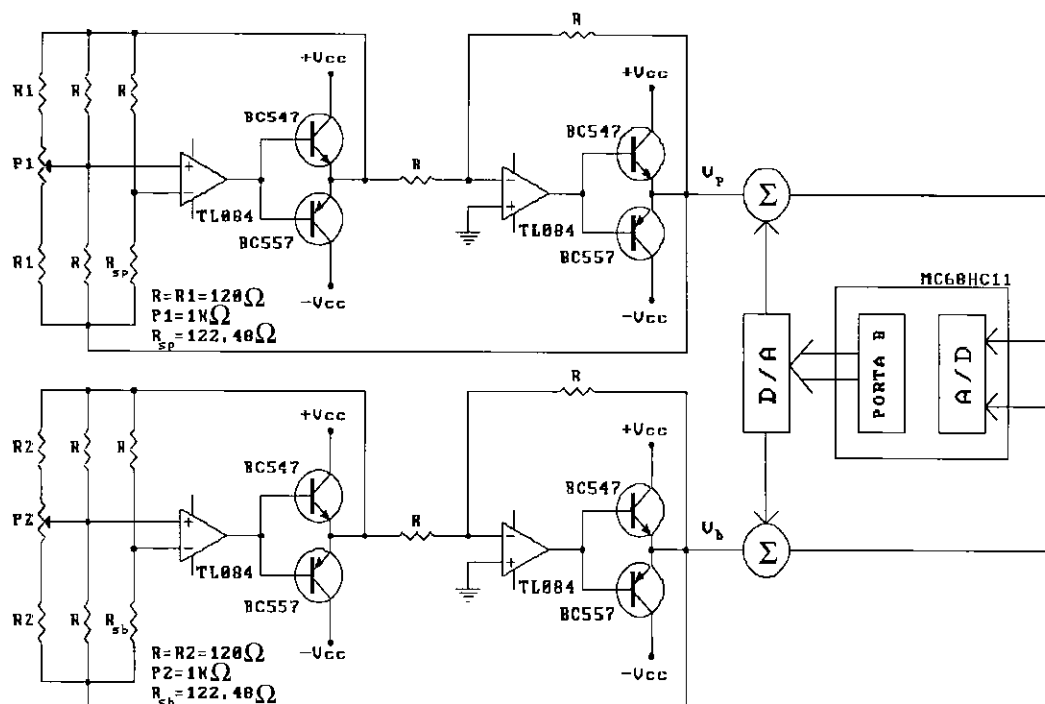 R
+Vcc
+Vcc
R1
R
R
BC547
BC547
P1
+
−
TL084
R
−
+
TL084
V_p
Σ
BC557
BC557
R1
R
R_sp
−Vcc
−Vcc
MC68HC11
R=R1=120Ω
P1=1KΩ
R_sp=122,48Ω
D/A
PORTA B
A/D
R
+Vcc
+Vcc
R2
R
R
BC547
BC547
P2
+
−
TL084
R
−
+
TL084
V_b
Σ
BC557
BC557
R2
R
R_sb
−Vcc
−Vcc
R=R2=120Ω
P2=1KΩ
R_sb=122,48Ω